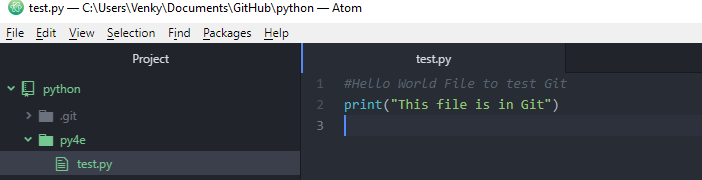 test.py — C:\Users\Venky\Documents\GitHub\python — Atom
File Edit View Selection Find Packages Help
Project
test.py
python
.git
py4e
test.py
1 #Hello World File to test Git
2 print("This file is in Git")
3